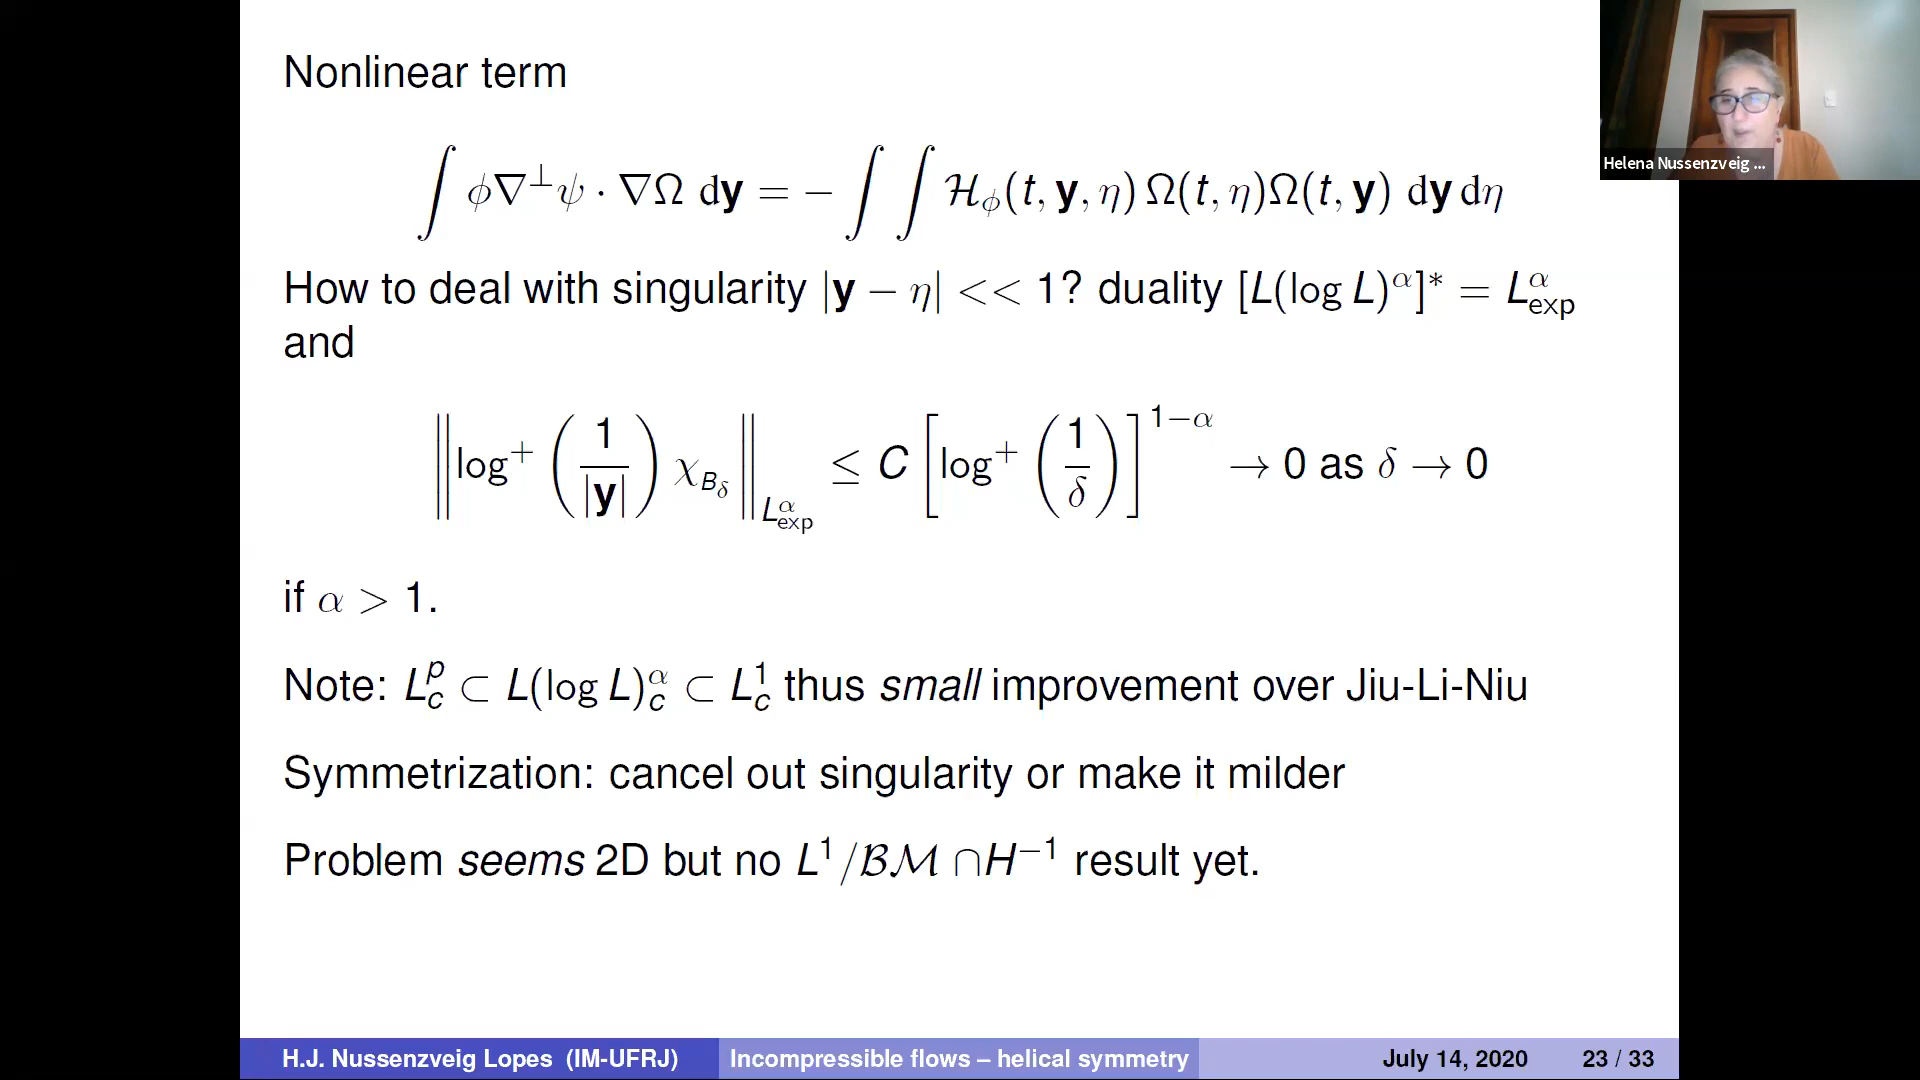 Nonlinear term
∫ ϕ∇⊥ψ · ∇Ω dy = − ∫ ∫ ℋ_ϕ(t, y, η) Ω(t, η)Ω(t, y) dy dη
How to deal with singularity |y − η| << 1? duality [L(log L)^α]* = L^α_exp
and
‖log⁺ (1/|y|) χ_{B_δ}‖_{L^α_exp} ≤ C [log⁺ (1/δ)]^{1−α} → 0 as δ → 0
if α > 1.
Note: L^p_c ⊂ L(log L)^α_c ⊂ L^1_c thus small improvement over Jiu-Li-Niu
Symmetrization: cancel out singularity or make it milder
Problem seems 2D but no L^1/ℬℳ ∩H^{−1} result yet.
H.J. Nussenzveig Lopes (IM-UFRJ) Incompressible flows – helical symmetry July 14, 2020 23 / 33
Helena Nussenzveig ...